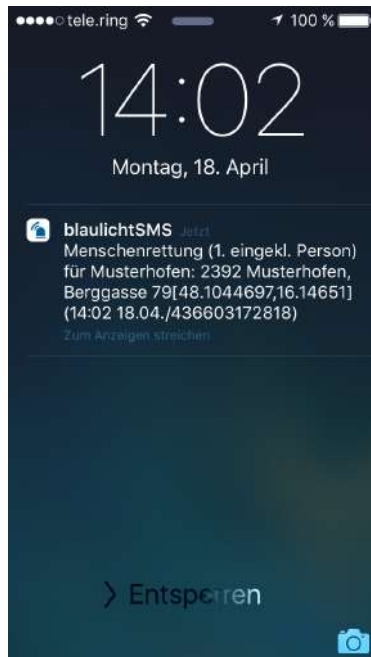 tele.ring 100 %
14:02
Montag, 18. April
blaulichtSMS Jetzt
Menschenrettung (1. eingekl. Person)
für Musterhofen: 2392 Musterhofen,
Berggasse 79[48.1044697,16.14651]
(14:02 18.04./436603172818)
Zum Anzeigen streichen
> Entsperren